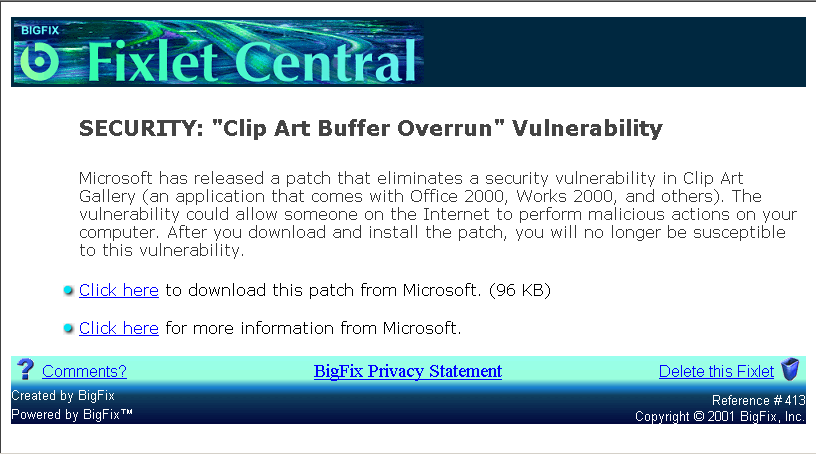 BIGFIX
Fixlet Central
SECURITY: "Clip Art Buffer Overrun" Vulnerability
Microsoft has released a patch that eliminates a security vulnerability in Clip Art
Gallery (an application that comes with Office 2000, Works 2000, and others). The
vulnerability could allow someone on the Internet to perform malicious actions on your
computer. After you download and install the patch, you will no longer be susceptible
to this vulnerability.
Click here to download this patch from Microsoft. (96 KB)
Click here for more information from Microsoft.
Comments? BigFix Privacy Statement Delete this Fixlet
Created by BigFix
Reference # 413
Powered by BigFix™
Copyright © 2001 BigFix, Inc.